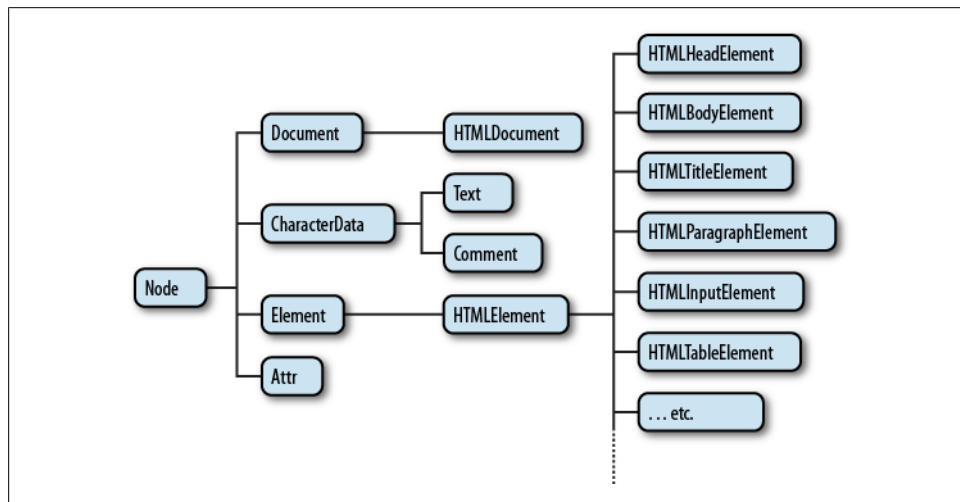 Node
Document
CharacterData
Element
Attr
HTMLDocument
Text
Comment
HTMLElement
HTMLHeadElement
HTMLBodyElement
HTMLTitleElement
HTMLParagraphElement
HTMLInputElement
HTMLTableElement
. . . etc.